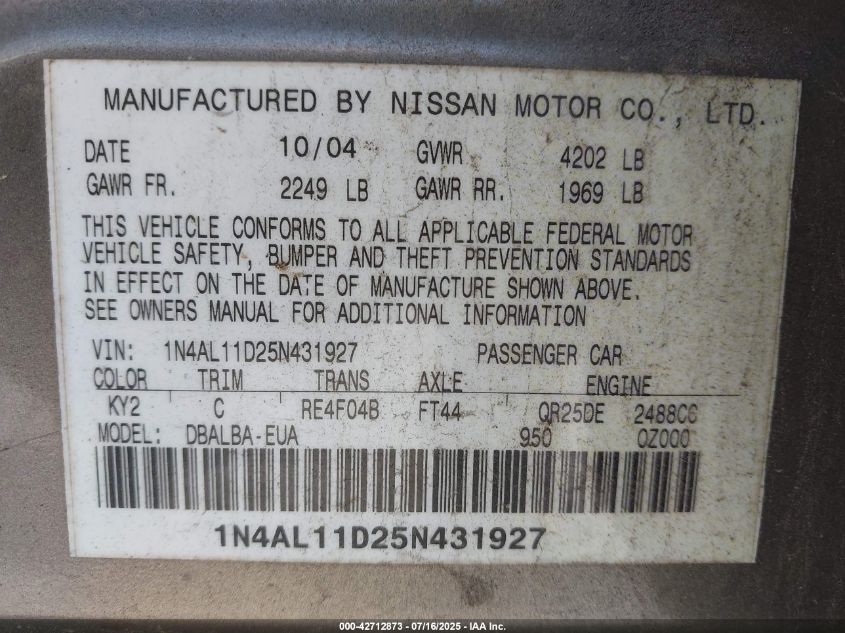 MANUFACTURED BY NISSAN MOTOR CO., LTD.
DATE 10/04 GVWR 4202 LB
GAWR FR. 2249 LB GAWR RR. 1969 LB
THIS VEHICLE CONFORMS TO ALL APPLICABLE FEDERAL MOTOR
VEHICLE SAFETY, BUMPER AND THEFT PREVENTION STANDARDS
IN EFFECT ON THE DATE OF MANUFACTURE SHOWN ABOVE.
SEE OWNERS MANUAL FOR ADDITIONAL INFORMATION
VIN: 1N4AL11D25N431927 PASSENGER CAR
COLOR TRIM TRANS AXLE ENGINE
KY2 C RE4F04B FT44 QR25DE 2488CC
MODEL: DBALBA-EUA 950 QZ000
1N4AL11D25N431927
000-42712873 - 07/16/2025 - IAA Inc.